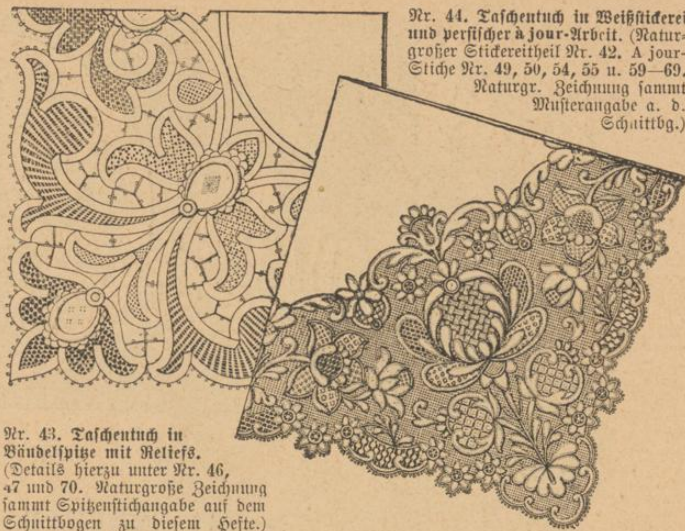 Nr. 44. Taschentuch in Weißstickerei
und persischer à jour-Arbeit. (Natur=
großer Stickereitheil Nr. 42. A jour-
Stiche Nr. 49, 50, 54, 55 u. 59—69.
Naturgr. Zeichnung sammt
Musterangabe a. d.
Schnittbg.)
Nr. 43. Taschentuch in
Bändelspitze mit Reliefs.
(Details hierzu unter Nr. 46,
47 und 70. Naturgroße Zeichnung
sammt Spitzenstichangabe auf dem
Schnittbogen zu diesem Hefte.)